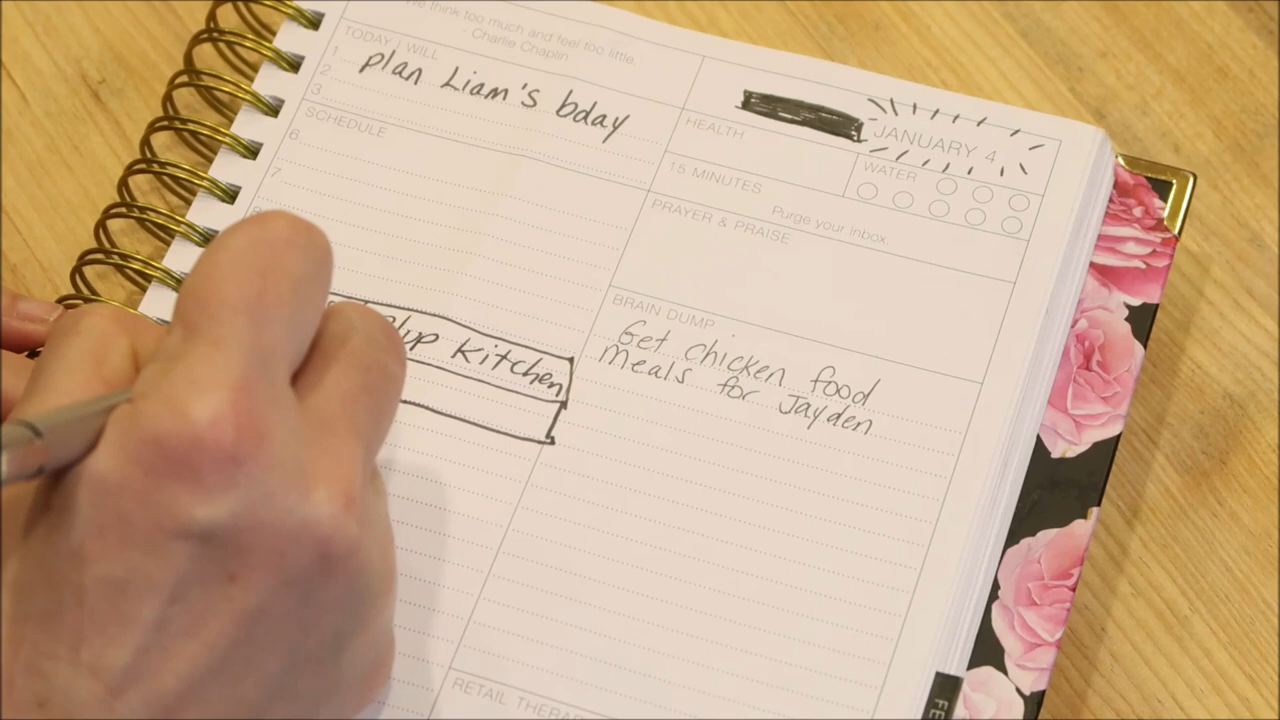 We think too much and feel too little.
- Charlie Chaplin
TODAY I WILL
1 plan Liam's bday
2
3
SCHEDULE
6
7
8
Kitchen
JANUARY 4
HEALTH
WATER
15 MINUTES
Purge your inbox.
PRAYER & PRAISE
BRAIN DUMP
Get chicken food
meals for Jayden
RETAIL